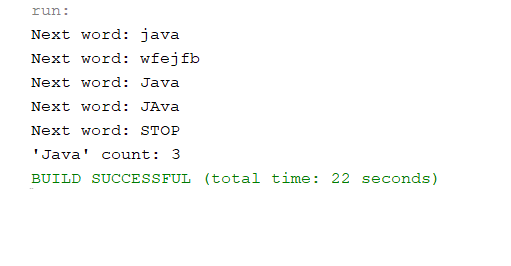 run:
Next word: java
Next word: wfejfb
Next word: Java
Next word: JAva
Next word: STOP
'Java' count: 3
BUILD SUCCESSFUL (total time: 22 seconds)